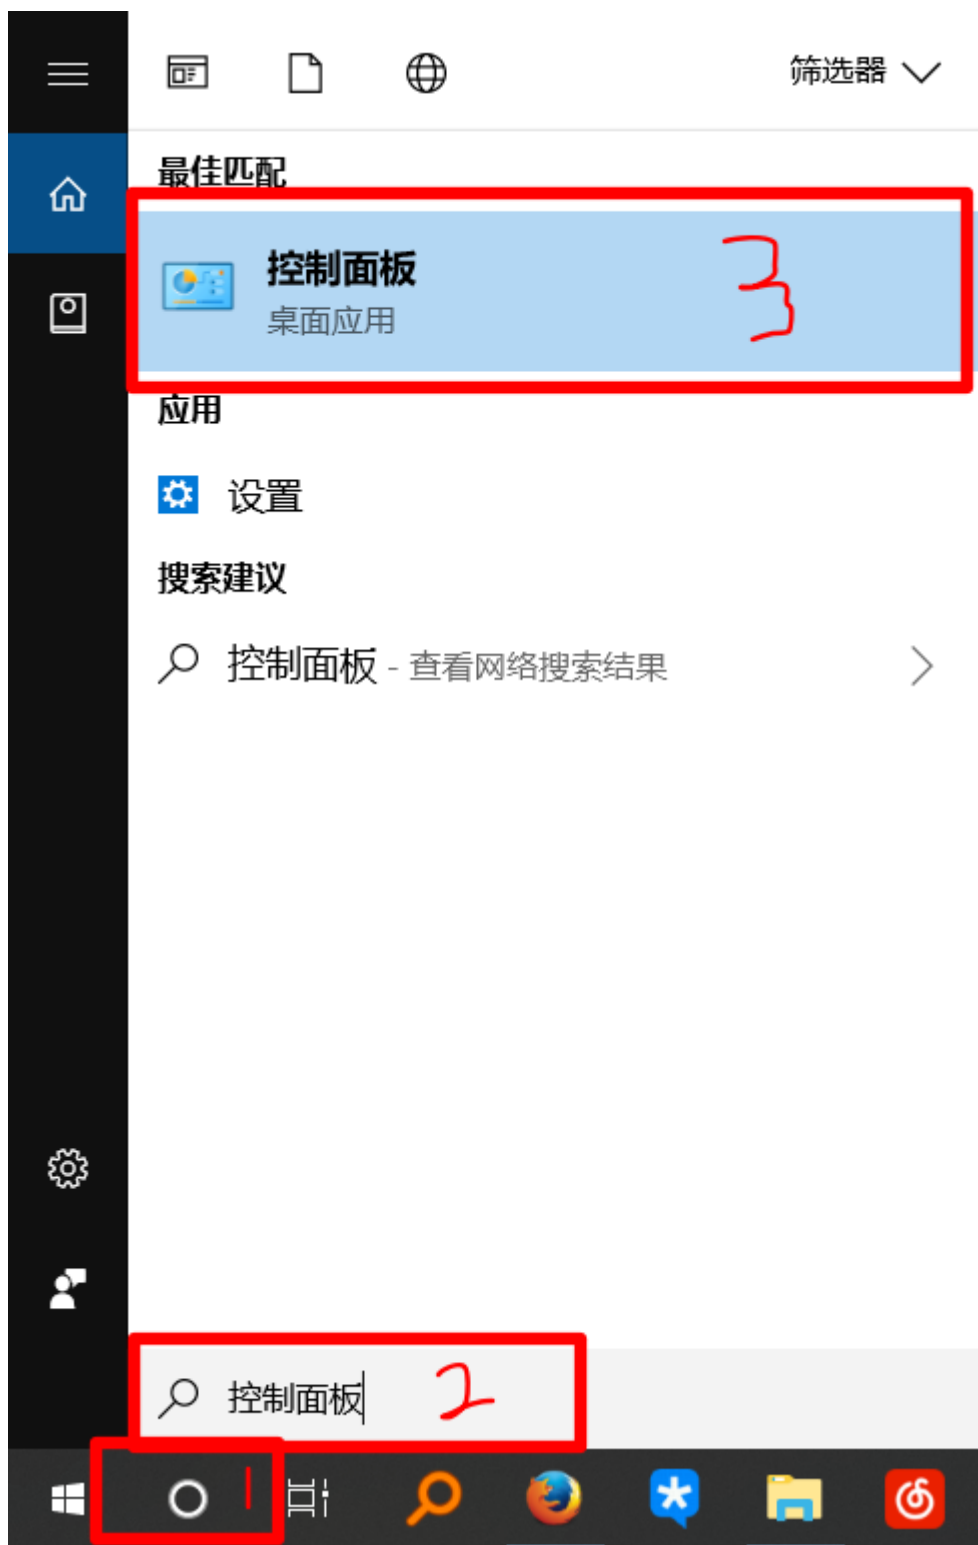 筛选器
最佳匹配
控制面板
桌面应用
3
应用
设置
搜索建议
控制面板 - 查看网络搜索结果
控制面板 2
1